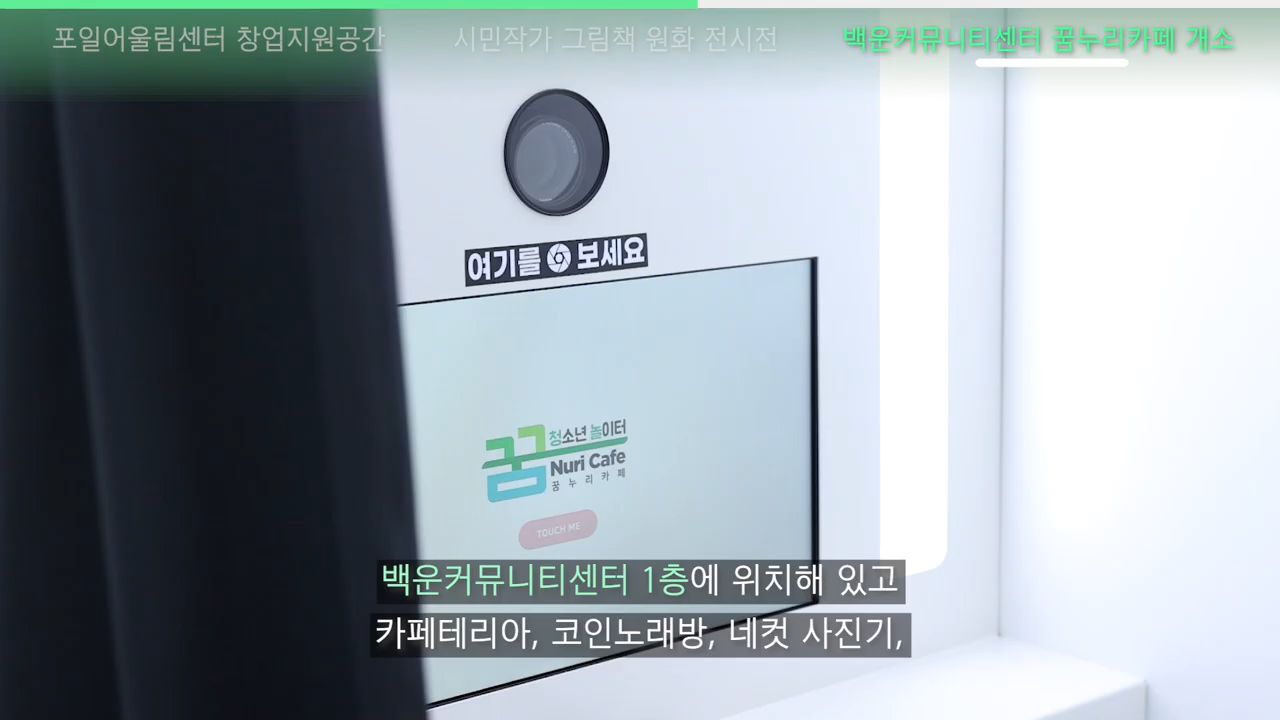 포일어울림센터 창업지원공간
시민작가 그림책 원화 전시전
백운커뮤니티센터 꿈누리카페 개소
여기를 보세요
꿈 청소년 놀이터
Nuri Cafe
꿈누리카페
TOUCH ME
백운커뮤니티센터 1층에 위치해 있고
카페테리아, 코인노래방, 네컷 사진기,